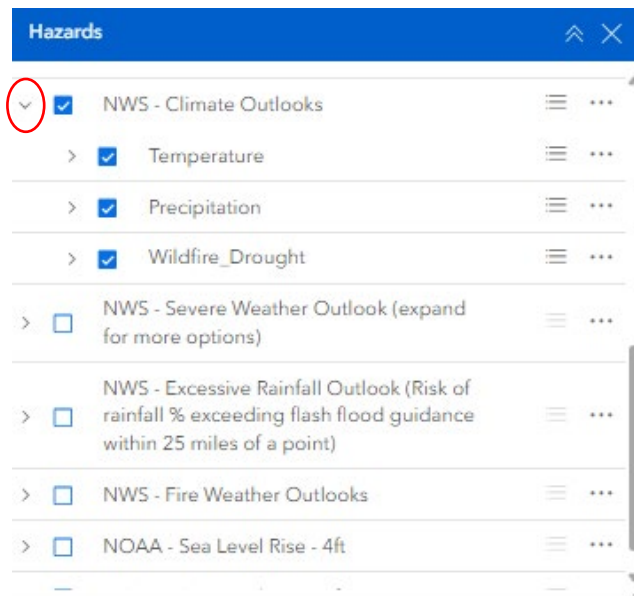 Hazards
NWS - Climate Outlooks
Temperature
Precipitation
Wildfire_Drought
NWS - Severe Weather Outlook (expand
for more options)
NWS - Excessive Rainfall Outlook (Risk of
rainfall % exceeding flash flood guidance
within 25 miles of a point)
NWS - Fire Weather Outlooks
NOAA - Sea Level Rise - 4ft